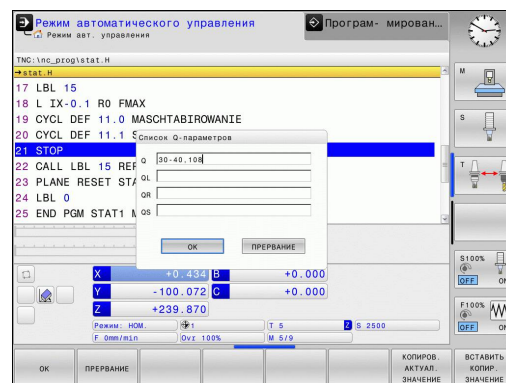 Режим автоматического управления
Режим авт. управления
Програм- мирован...
TNC:\nc_prog\stat.H
→stat.H
17 LBL 15
18 L IX-0.1 R0 FMAX
19 CYCL DEF 11.0 MASCHTABIROWANIE
20 CYCL DEF 11.1 S
21 STOP
22 CALL LBL 15 REP
23 PLANE RESET STA
24 LBL 0
25 END PGM STAT1 M
Список Q-параметров
Q 30-40,108
QL
QR
QS
ОК
ПРЕРВАНИЕ
X +0.434 B +0.000
Y -100.072 C +0.000
Z +239.870
Режим: НОМ. 1 T 5 Z S 2500
F 0mm/min Ovr 100% M 5/9
M
S
T
S100%
OFF ON
F100%
OFF ON
ОК
ПРЕРВАНИЕ
КОПИРОВ. АКТУАЛ. ЗНАЧЕНИЕ
ВСТАВИТЬ КОПИР. ЗНАЧЕНИЕ